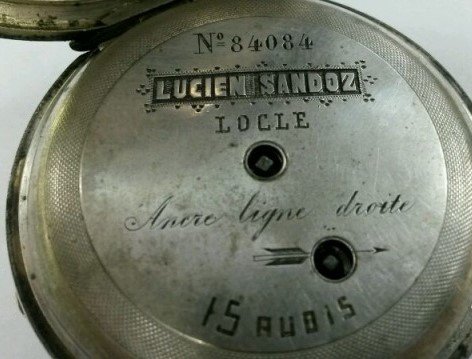 Nº 84084
LUCIEN SANDOZ
LOCLE
Ancre ligne droite
15 RUBIS